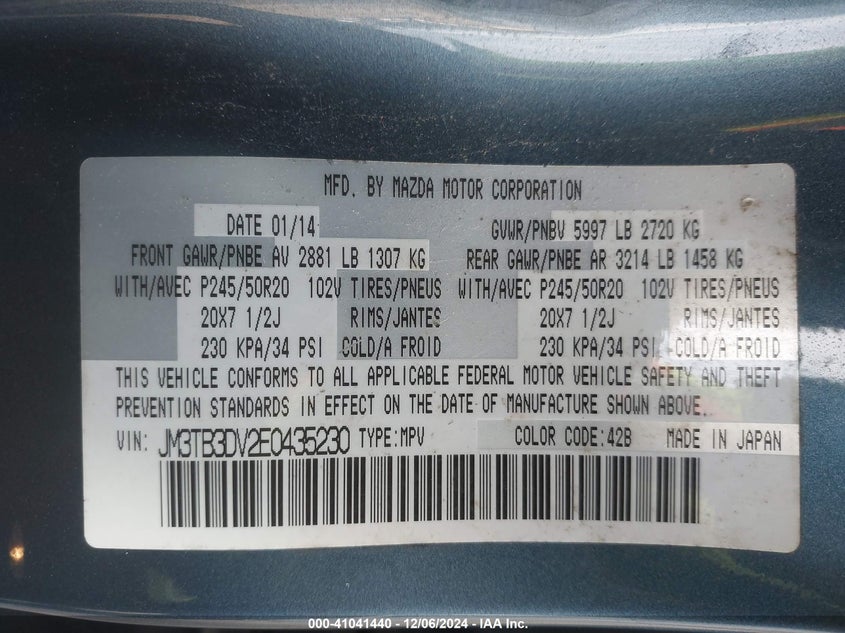 MFD. BY MAZDA MOTOR CORPORATION
DATE 01/14 GVWR/PNBV 5997 LB 2720 KG
FRONT GAWR/PNBE AV 2881 LB 1307 KG REAR GAWR/PNBE AR 3214 LB 1458 KG
WITH/AVEC P245/50R20 102V TIRES/PNEUS WITH/AVEC P245/50R20 102V TIRES/PNEUS
20X7 1/2J RIMS/JANTES 20X7 1/2J RIMS/JANTES
230 KPA/34 PSI COLD/A FROID 230 KPA/34 PSI COLD/A FROID
THIS VEHICLE CONFORMS TO ALL APPLICABLE FEDERAL MOTOR VEHICLE SAFETY AND THEFT
PREVENTION STANDARDS IN EFFECT ON THE DATE OF MANUFACTURE SHOWN ABOVE.
VIN: JM3TB3DV2E0435230 TYPE:MPV COLOR CODE:42B MADE IN JAPAN
000-41041440 - 12/06/2024 - IAA Inc.